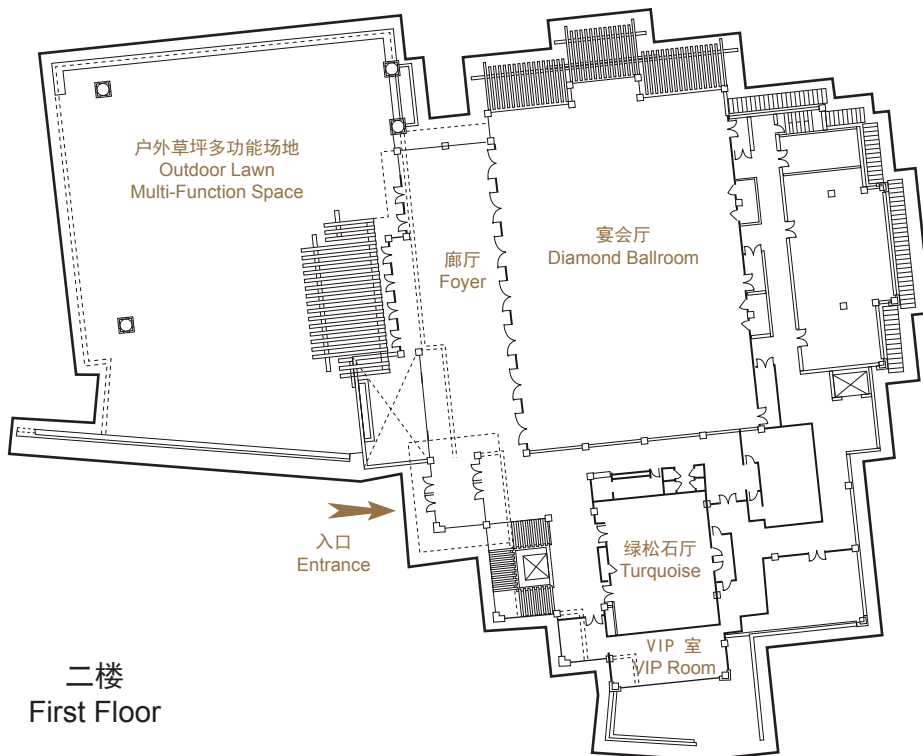 户外草坪多功能场地
Outdoor Lawn
Multi-Function Space
廊厅
Foyer
宴会厅
Diamond Ballroom
入口
Entrance
绿松石厅
Turquoise
VIP 室
VIP Room
二楼
First Floor